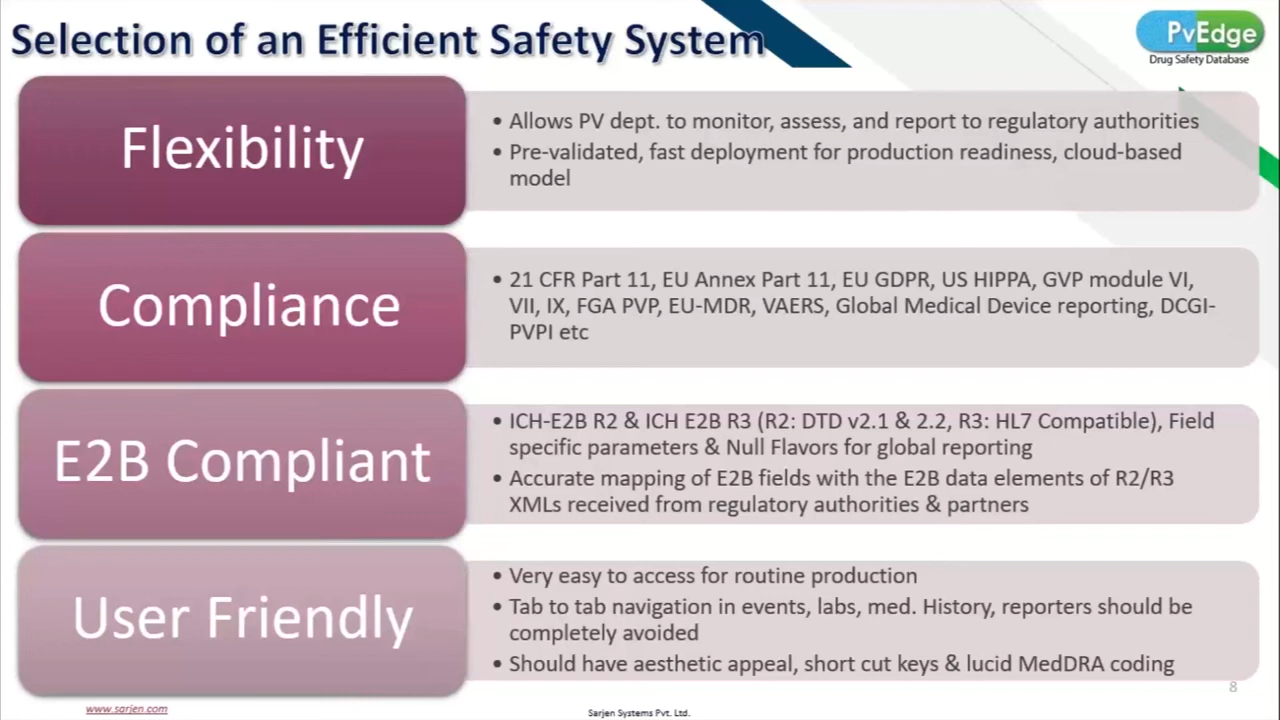 Selection of an Efficient Safety System
PvEdge
Drug Safety Database
Flexibility
• Allows PV dept. to monitor, assess, and report to regulatory authorities
• Pre-validated, fast deployment for production readiness, cloud-based
model
Compliance
• 21 CFR Part 11, EU Annex Part 11, EU GDPR, US HIPPA, GVP module VI,
VII, IX, FGA PVP, EU-MDR, VAERS, Global Medical Device reporting, DCGI-
PVPI etc
E2B Compliant
• ICH-E2B R2 & ICH E2B R3 (R2: DTD v2.1 & 2.2, R3: HL7 Compatible), Field
specific parameters & Null Flavors for global reporting
• Accurate mapping of E2B fields with the E2B data elements of R2/R3
XMLs received from regulatory authorities & partners
User Friendly
• Very easy to access for routine production
• Tab to tab navigation in events, labs, med. History, reporters should be
completely avoided
• Should have aesthetic appeal, short cut keys & lucid MedDRA coding
8
www.sarjen.com
Sarjen Systems Pvt. Ltd.